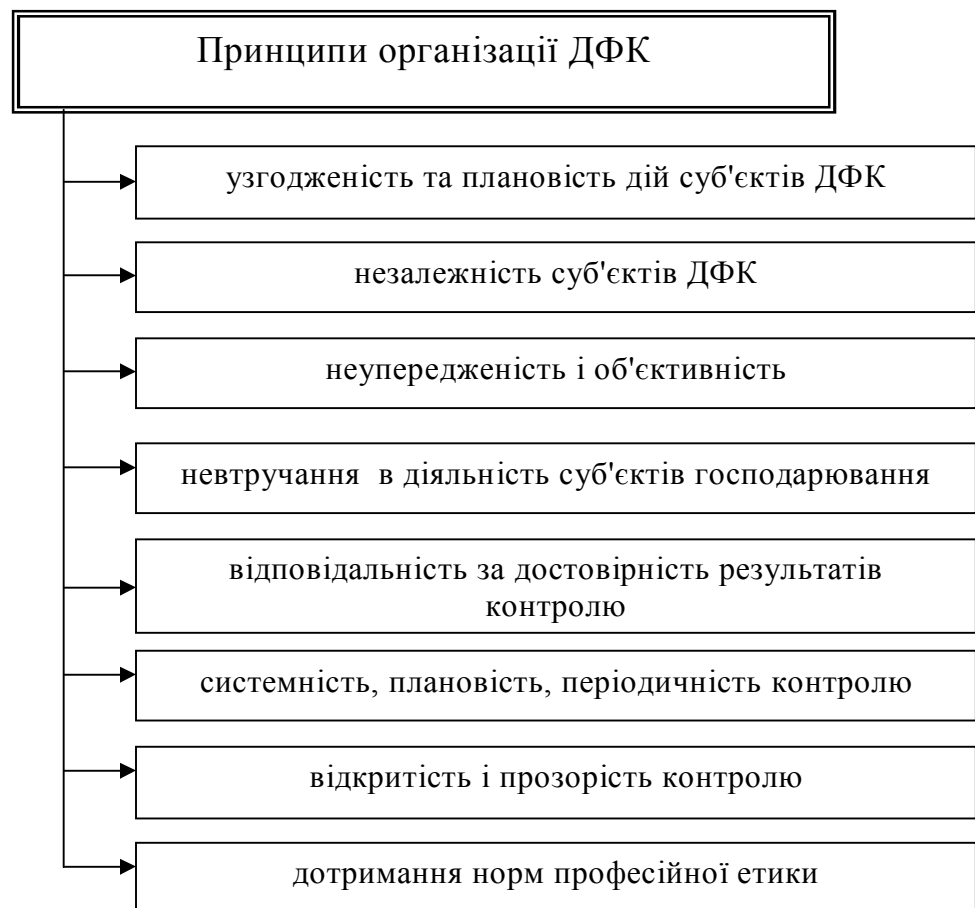 Принципи організації ДФК
узгодженість та плановість дій суб'єктів ДФК
незалежність суб'єктів ДФК
неупередженість і об'єктивність
невтручання в діяльність суб'єктів господарювання
відповідальність за достовірність результатів
контролю
системність, плановість, періодичність контролю
відкритість і прозорість контролю
дотримання норм професійної етики